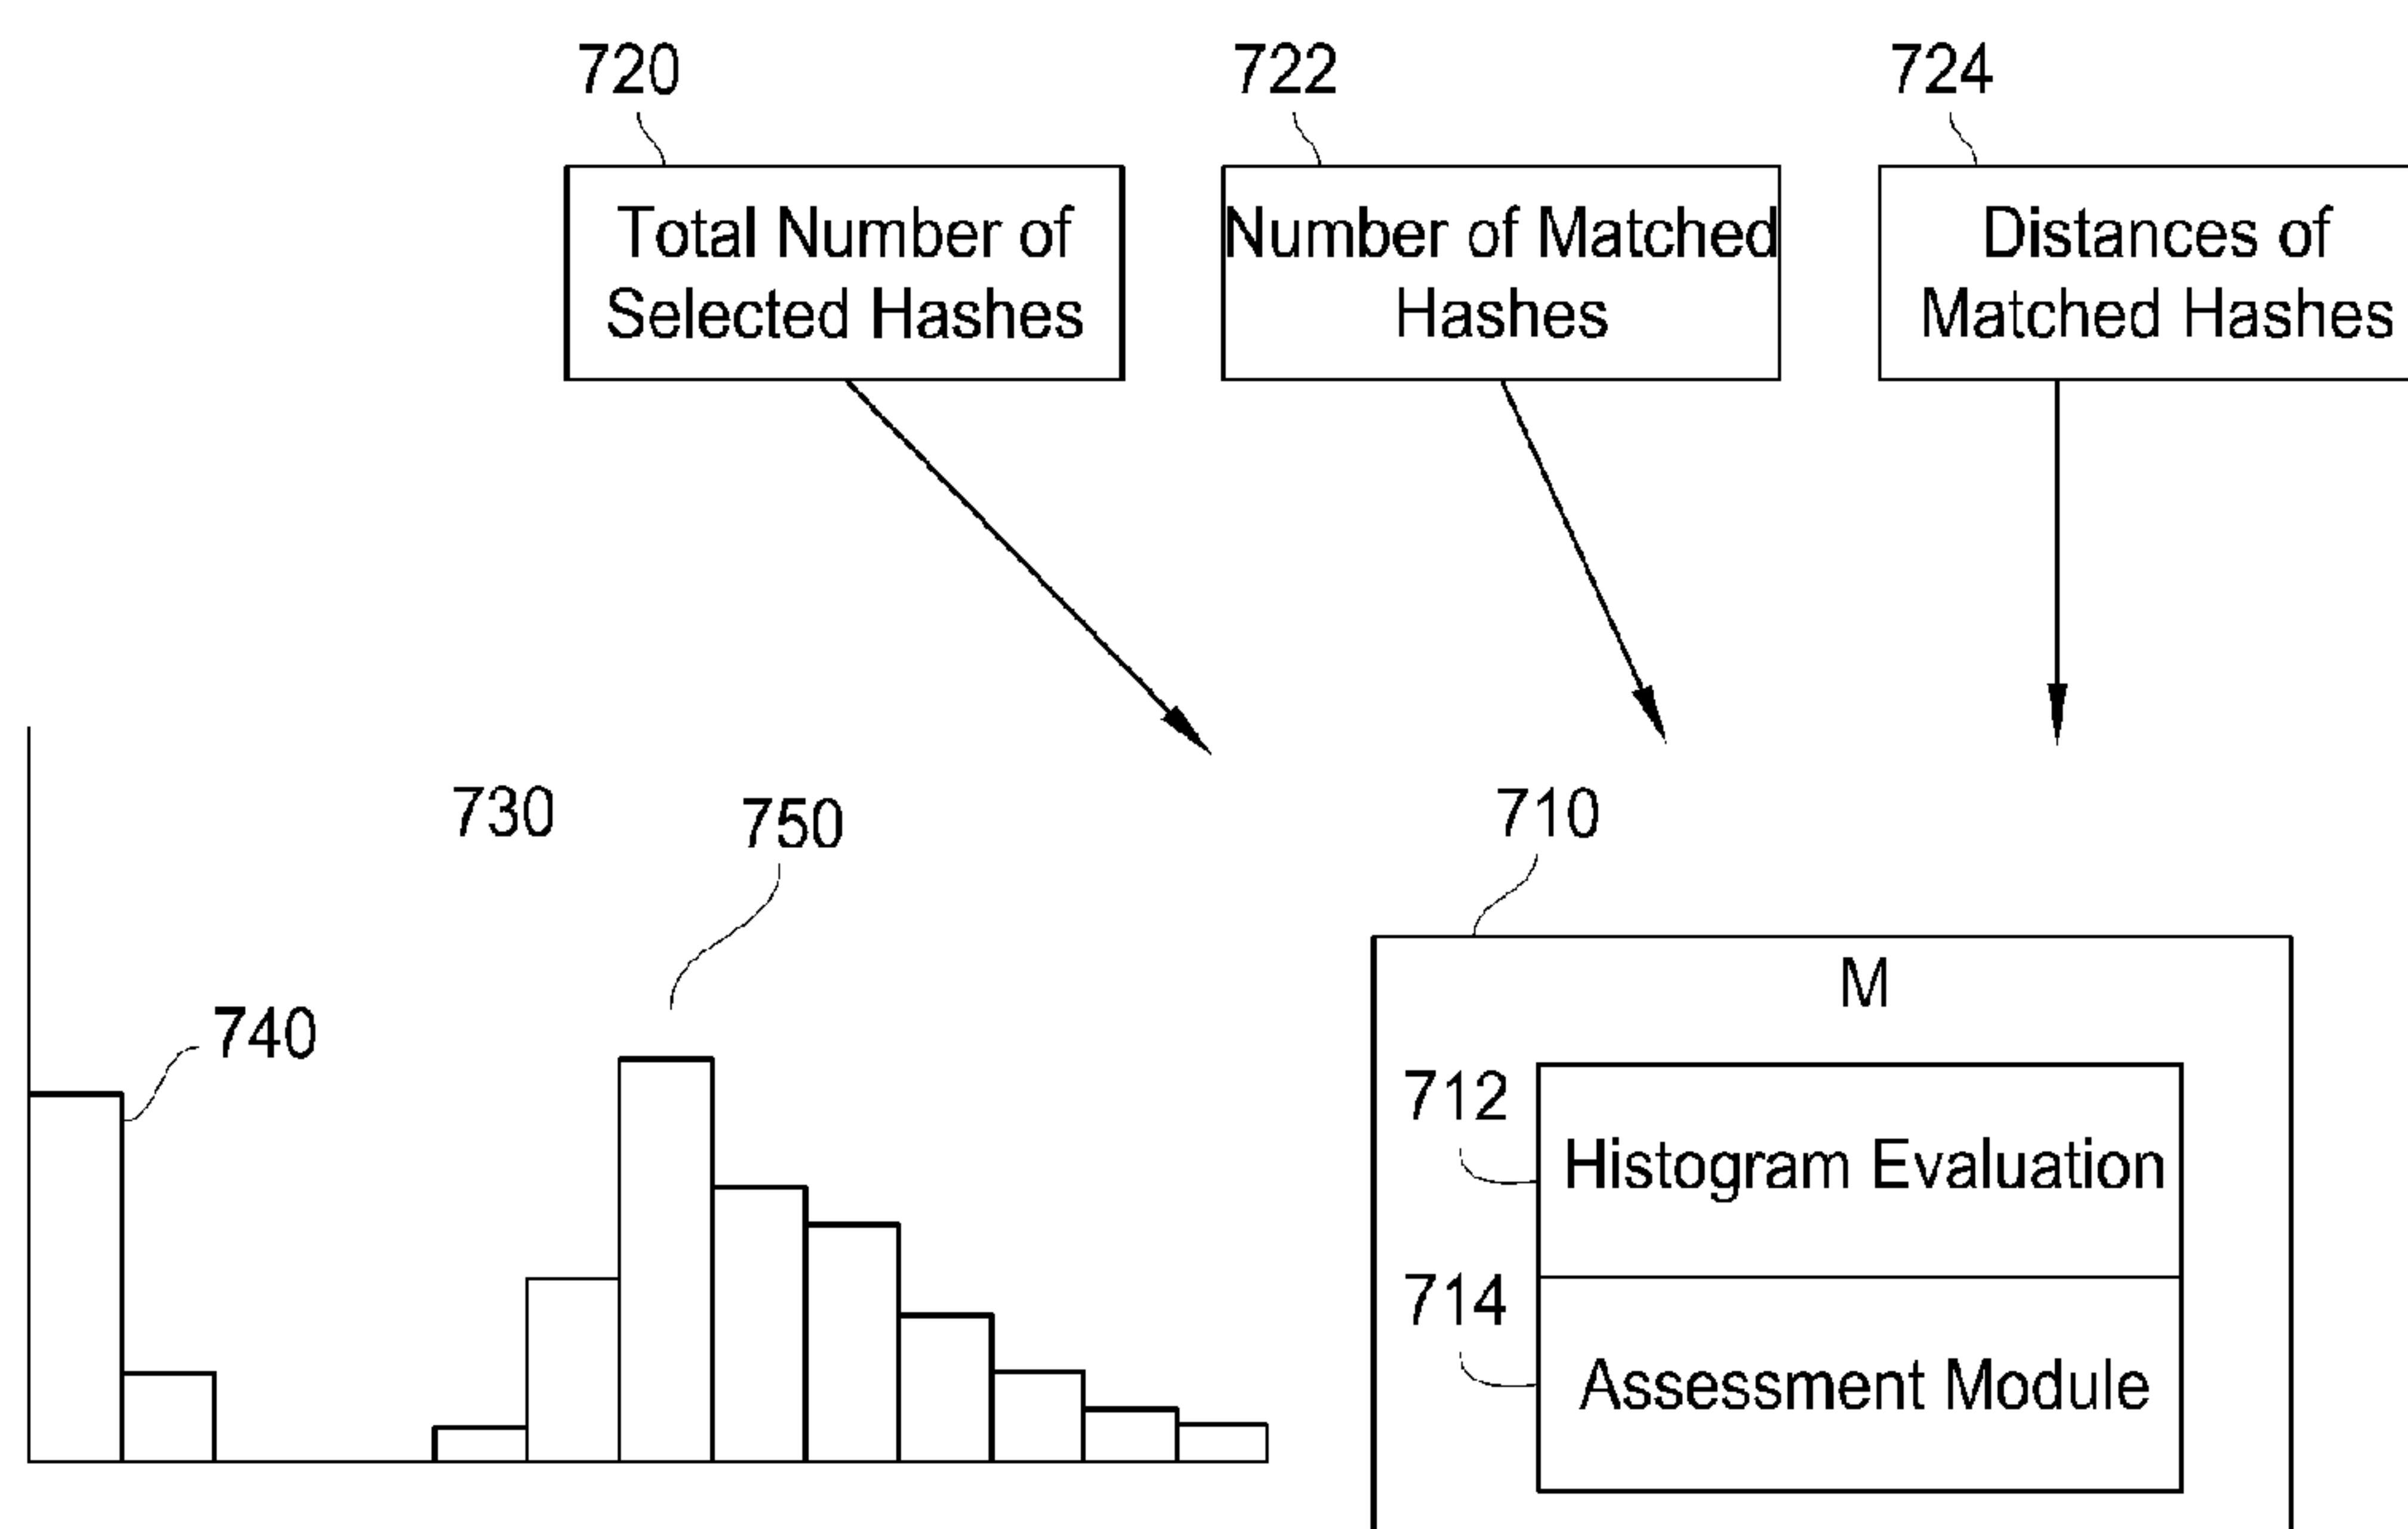 720
722
724
Total Number of
Selected Hashes
Number of Matched
Hashes
Distances of
Matched Hashes
730
750
710
740
M
712
Histogram Evaluation
714
Assessment Module